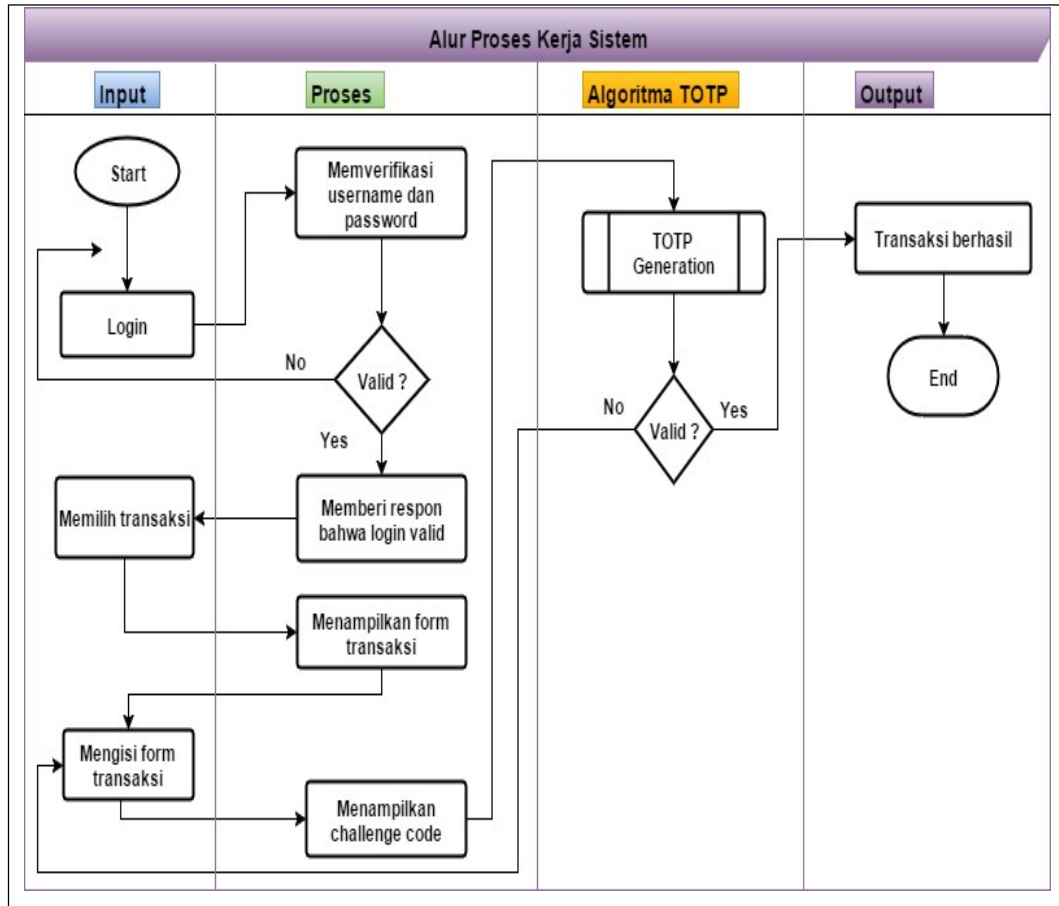 Alur Proses Kerja Sistem
Input
Proses
Algoritma TOTP
Output
Start
Login
Memverifikasi
username dan
password
Valid ?
No
Yes
Memberi respon
bahwa login valid
Memilih transaksi
Menampilkan form
transaksi
Mengisi form
transaksi
Menampilkan
challenge code
TOTP
Generation
Valid ?
No
Yes
Transaksi berhasil
End